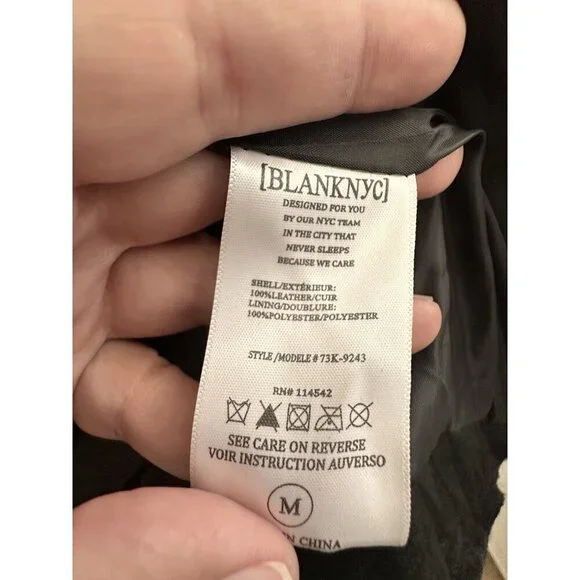 [BLANKNYC]
DESIGNED FOR YOU
BY OUR NYC TEAM
IN THE CITY THAT
NEVER SLEEPS
BECAUSE WE CARE
SHELL/EXTÉRIEUR:
100%LEATHER/CUIR
LINING/DOUBLURE:
100%POLYESTER/POLYESTER
STYLE/MODELE # 73K-9243
RN# 114542
SEE CARE ON REVERSE
VOIR INSTRUCTION AUVERSO
M
CHINA